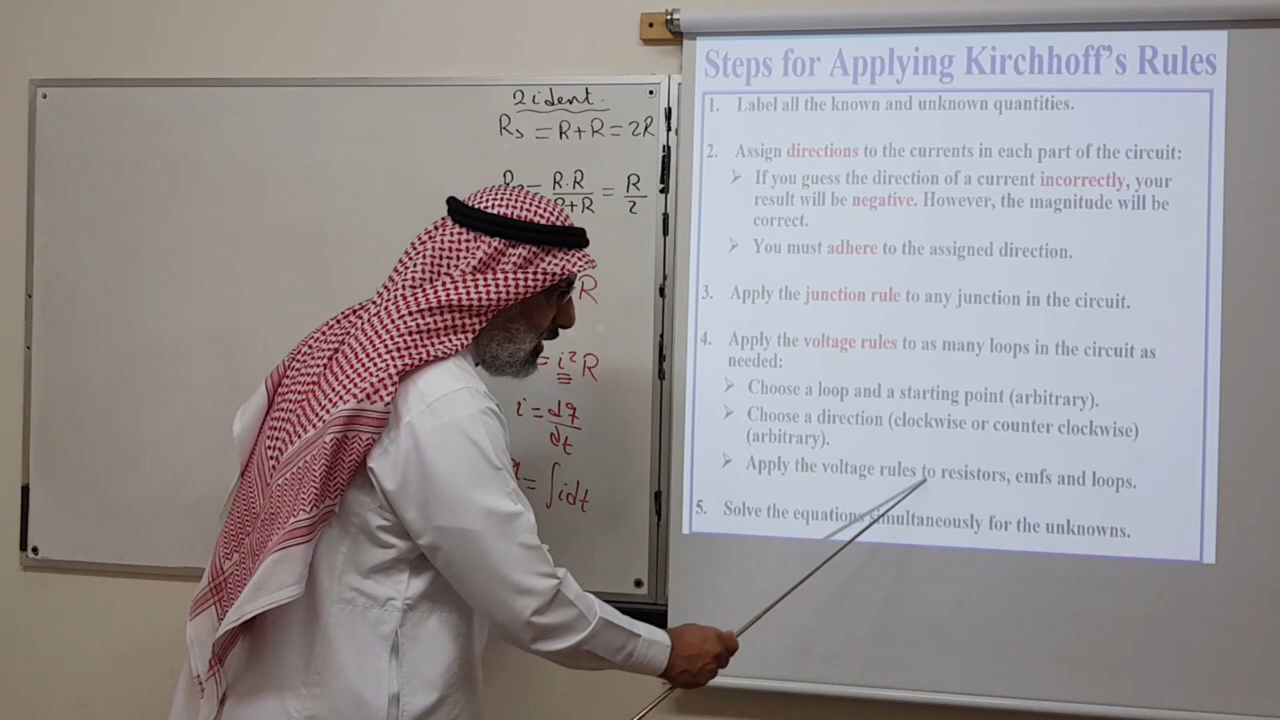 2 ident.
Rs = R+R = 2R
= R.R / R+R = R / 2
R
= i² R
i = dq / dt
= ∫idt
Steps for Applying Kirchhoff's Rules
1. Label all the known and unknown quantities.
2. Assign directions to the currents in each part of the circuit:
➢ If you guess the direction of a current incorrectly, your
result will be negative. However, the magnitude will be
correct.
➢ You must adhere to the assigned direction.
3. Apply the junction rule to any junction in the circuit.
4. Apply the voltage rules to as many loops in the circuit as
needed:
➢ Choose a loop and a starting point (arbitrary).
➢ Choose a direction (clockwise or counter clockwise)
(arbitrary).
➢ Apply the voltage rules to resistors, emfs and loops.
5. Solve the equations simultaneously for the unknowns.